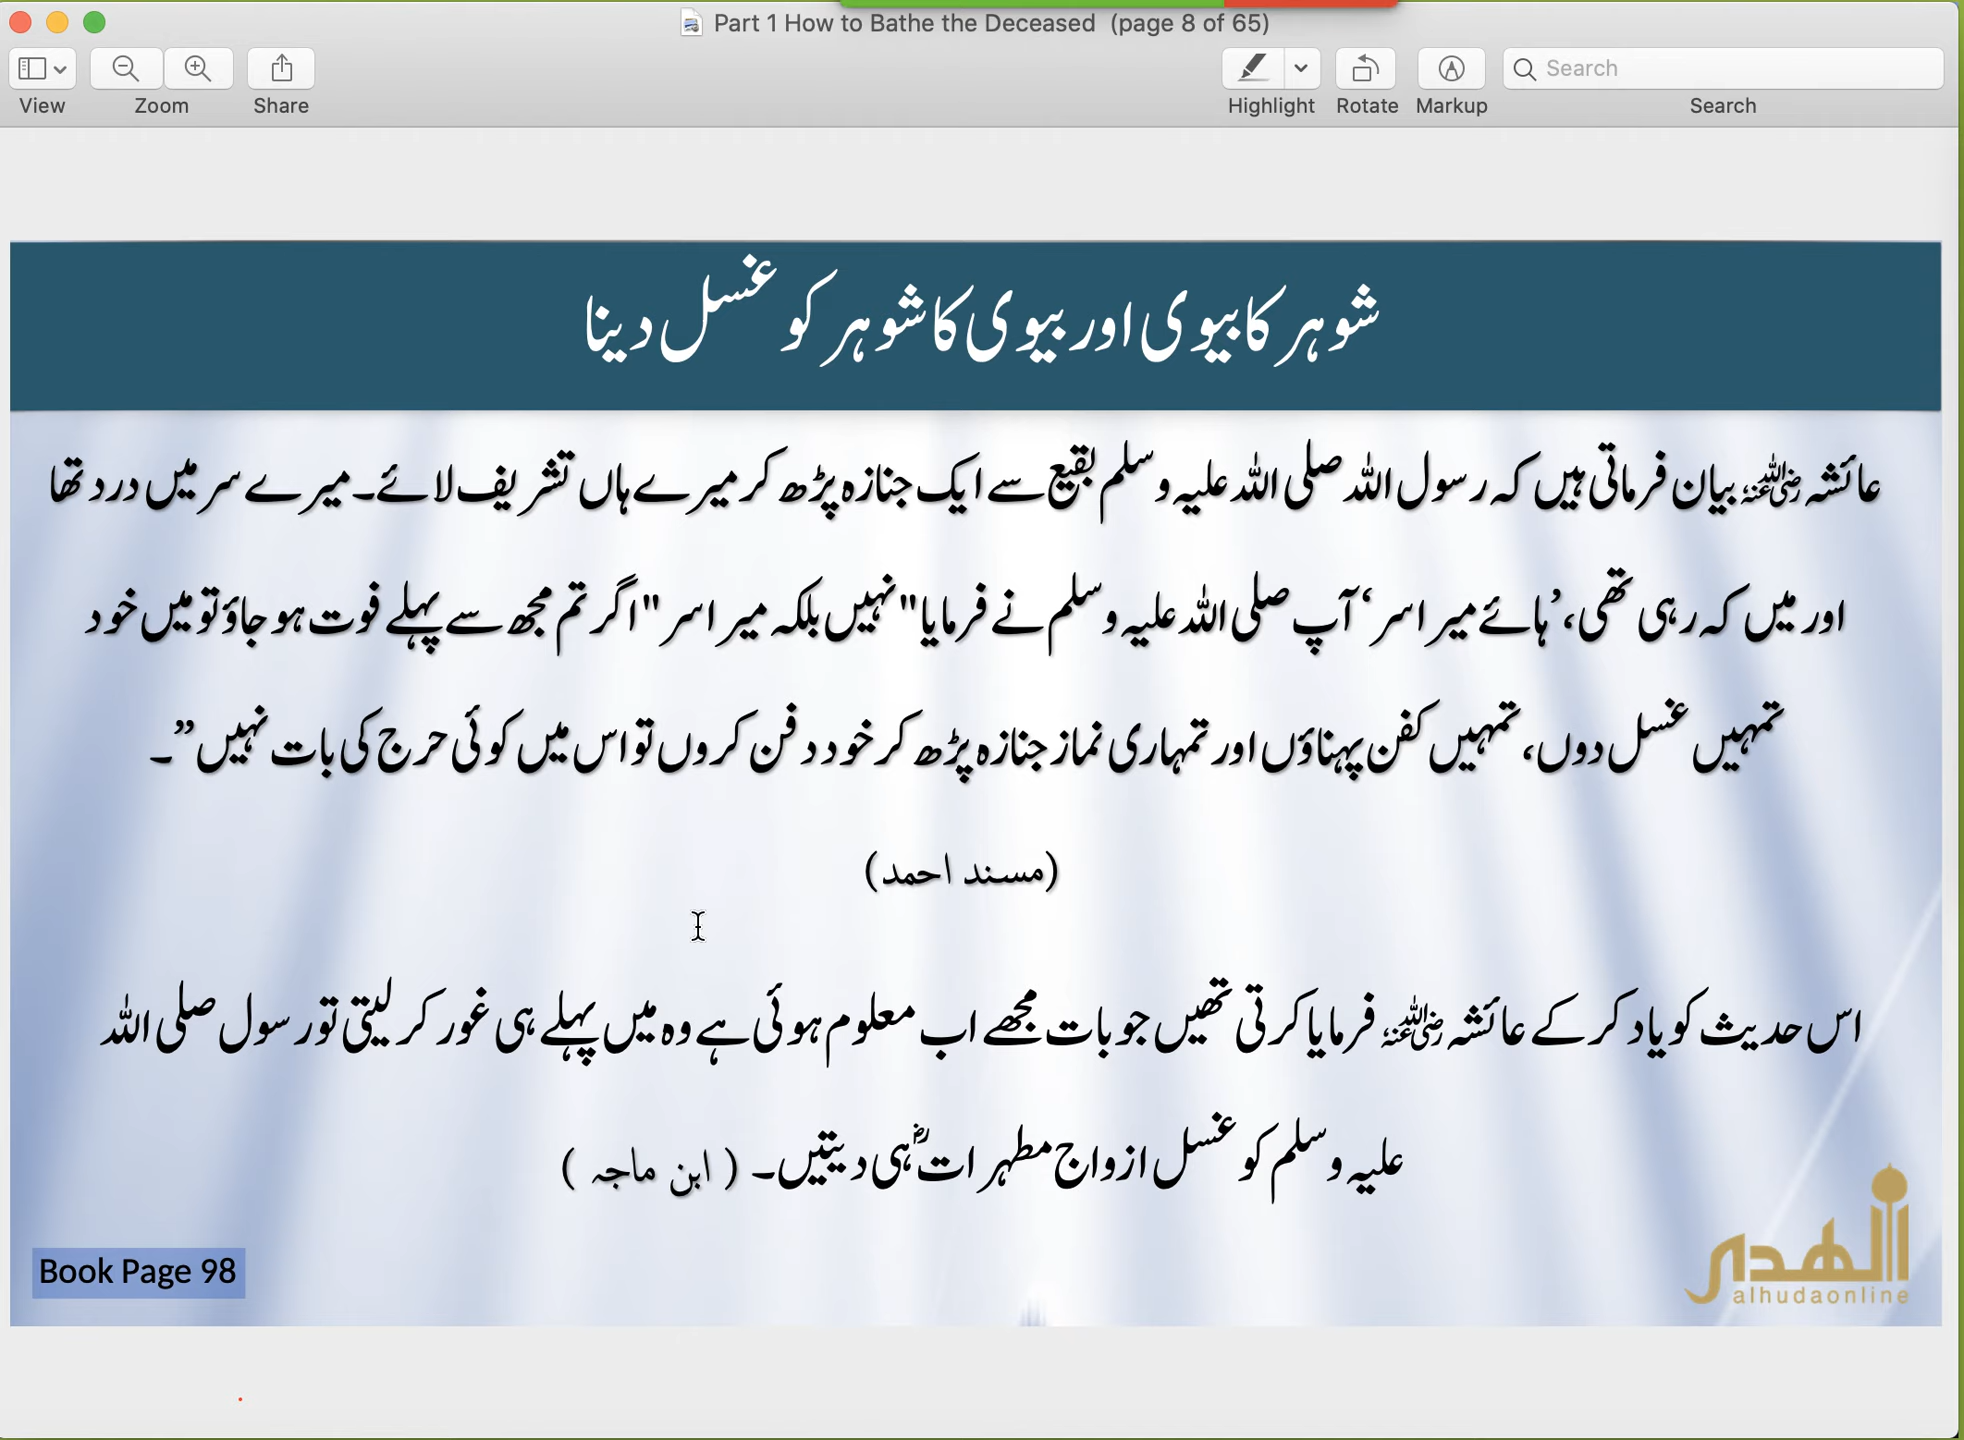 Part 1 How to Bathe the Deceased (page 8 of 65)
View Zoom Share Highlight Rotate Markup Search
Search
شوہر کا بیوی اور بیوی کا شوہر کو غسل دینا
عائشہ رضی اللہ عنہ بیان فرماتی ہیں کہ رسول اللہ صلی اللہ علیہ و سلم بقیع سے ایک جنازہ پڑھ کر میرے ہاں تشریف لائے۔ میرے سر میں درد تھا
اور میں کہ رہی تھی، ’ہائے میرا سر‘ آپ صلی اللہ علیہ و سلم نے فرمایا "نہیں بلکہ میرا سر" اگر تم مجھ سے پہلے فوت ہو جاؤ تو میں خود
تمہیں غسل دوں، تمہیں کفن پہناؤں اور تمہاری نماز جنازہ پڑھ کر خود دفن کروں تو اس میں کوئی حرج کی بات نہیں”۔
(مسند احمد)
اس حدیث کو یاد کر کے عائشہ رضی اللہ عنہ فرمایا کرتی تھیں جو بات مجھے اب معلوم ہوئی ہے وہ میں پہلے ہی غور کر لیتی تو رسول صلی اللہ
علیہ و سلم کو غسل ازواج مطہراتؓ ہی دیتیں۔ ( ابن ماجہ )
Book Page 98
الهدى
alhudaonline